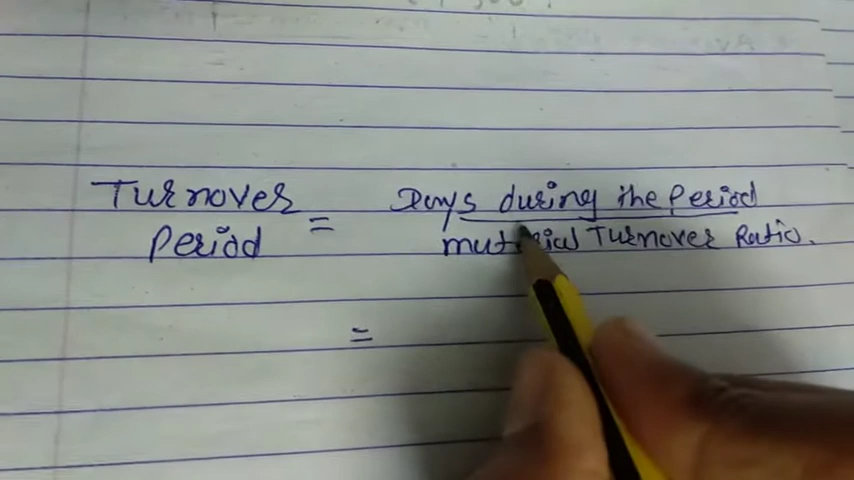 Turnover Days during the Period
Period = material Turnover Ratio.
=